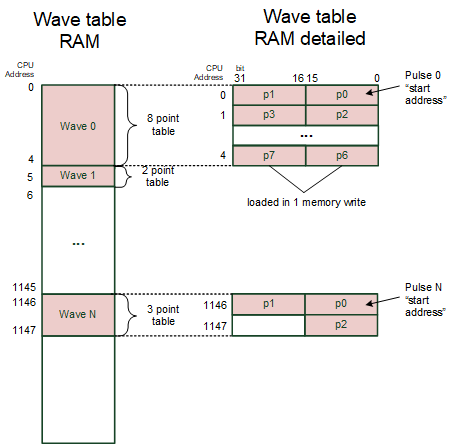 Wave table
RAM
Wave table
RAM detailed
CPU
Address
CPU
Address
bit
31
16 15
0
Pulse 0
“start
address”
0
Wave 0
8 point
table
0
p1
p0
1
p3
p2
...
4
p7
p6
4
5
Wave 1
2 point
table
6
loaded in 1 memory write
...
1145
1146
Wave N
1147
3 point
table
1146
p1
p0
1147
p2
Pulse N
“start
address”